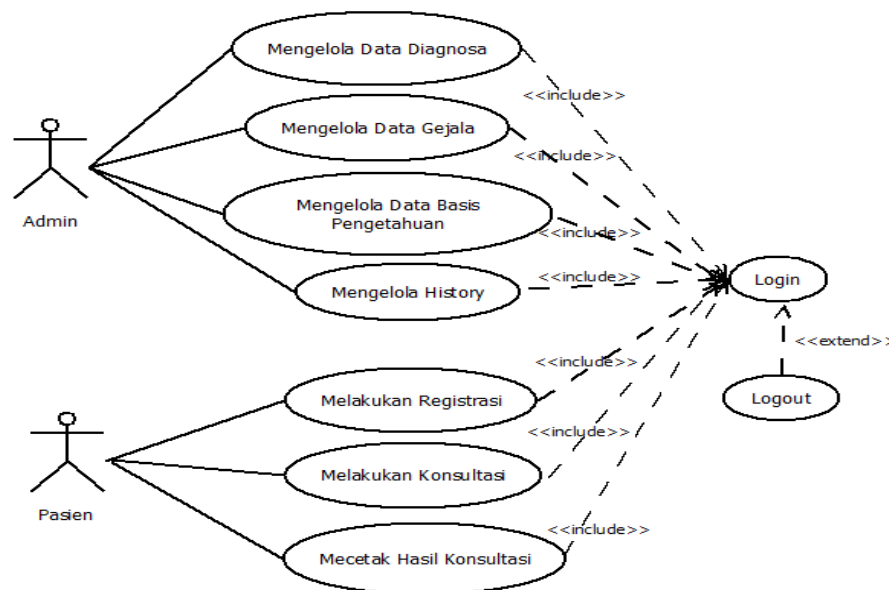 Mengelola Data Diagnosa
<<include>>
Mengelola Data Gejala
<<include>>
Admin
Mengelola Data Basis
Pengetahuan
<<include>>
Mengelola History
<<include>>
Login
<<extend>>
Logout
Melakukan Registrasi
<<include>>
Pasien
Melakukan Konsultasi
<<include>>
Mecetak Hasil Konsultasi
<<include>>